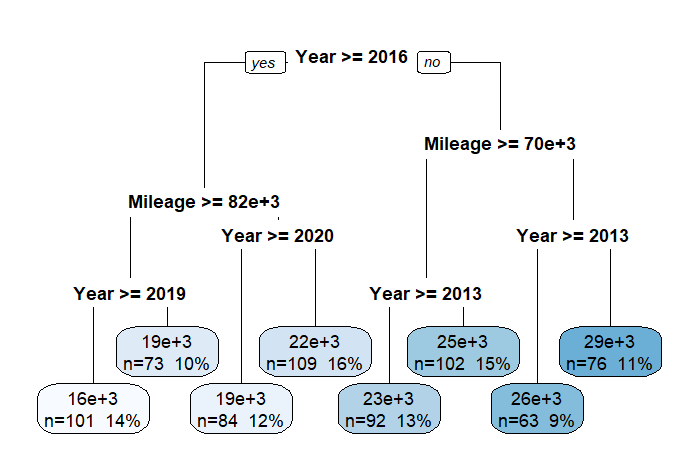 yes Year >= 2016 no
Mileage >= 70e+3
Mileage >= 82e+3
Year >= 2020
Year >= 2013
Year >= 2019
Year >= 2013
19e+3
n=73 10%
22e+3
n=109 16%
25e+3
n=102 15%
29e+3
n=76 11%
16e+3
n=101 14%
19e+3
n=84 12%
23e+3
n=92 13%
26e+3
n=63 9%